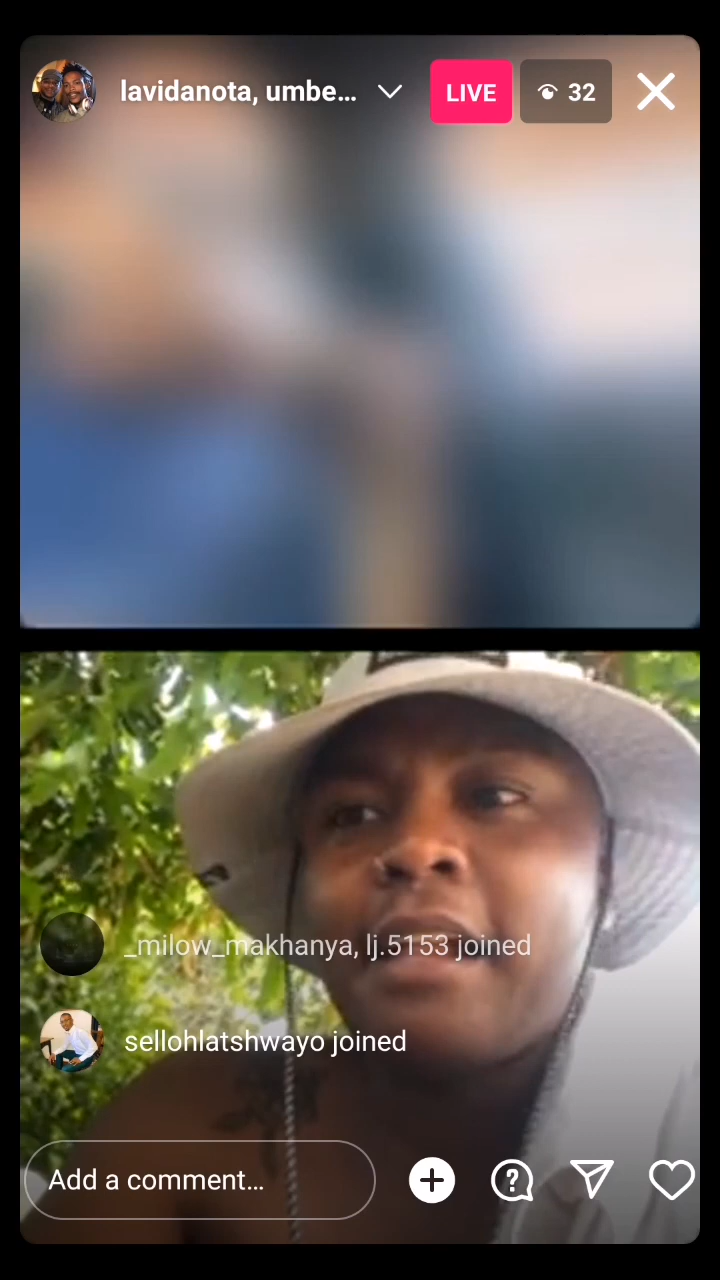 lavidanota, umbe...
LIVE
32
_milow_makhanya, lj.5153 joined
sellohlatshwayo joined
Add a comment...